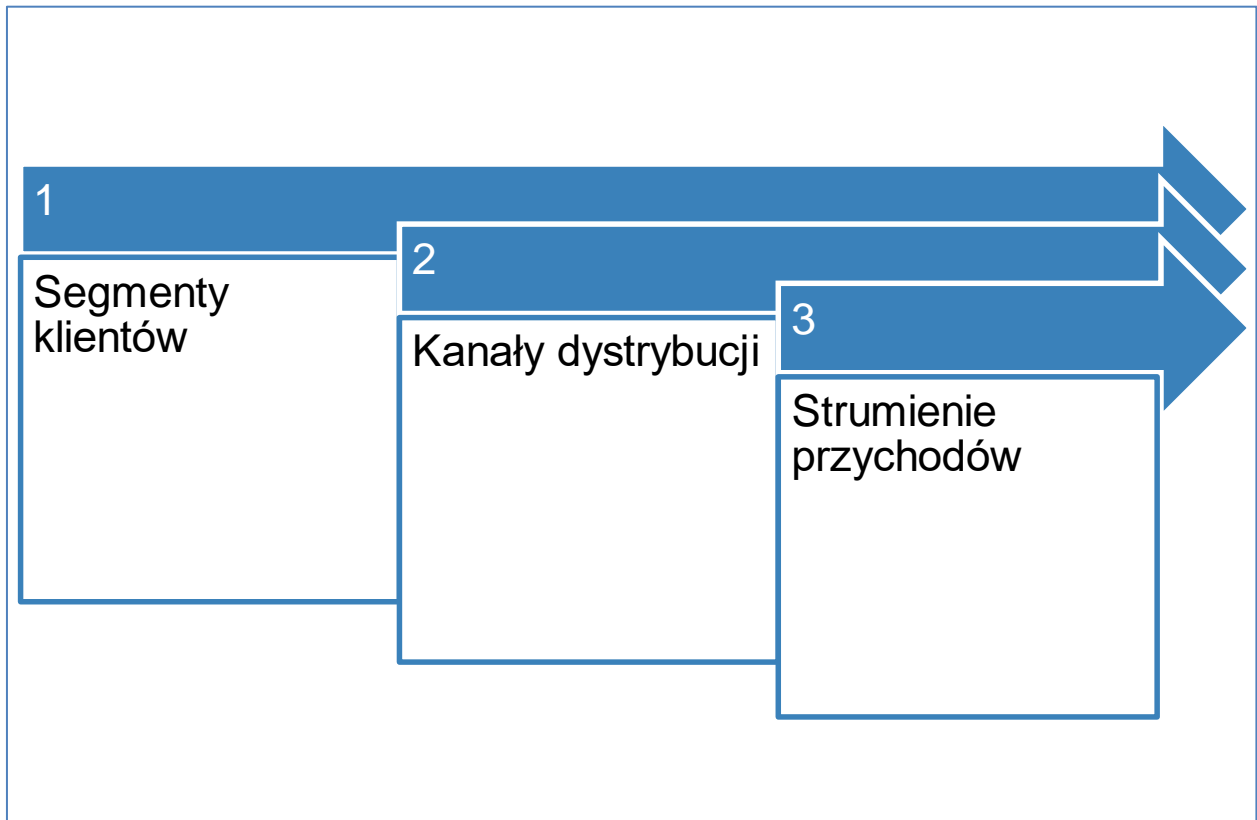 1
Segmenty
klientów
2
Kanały dystrybucji
3
Strumienie
przychodów